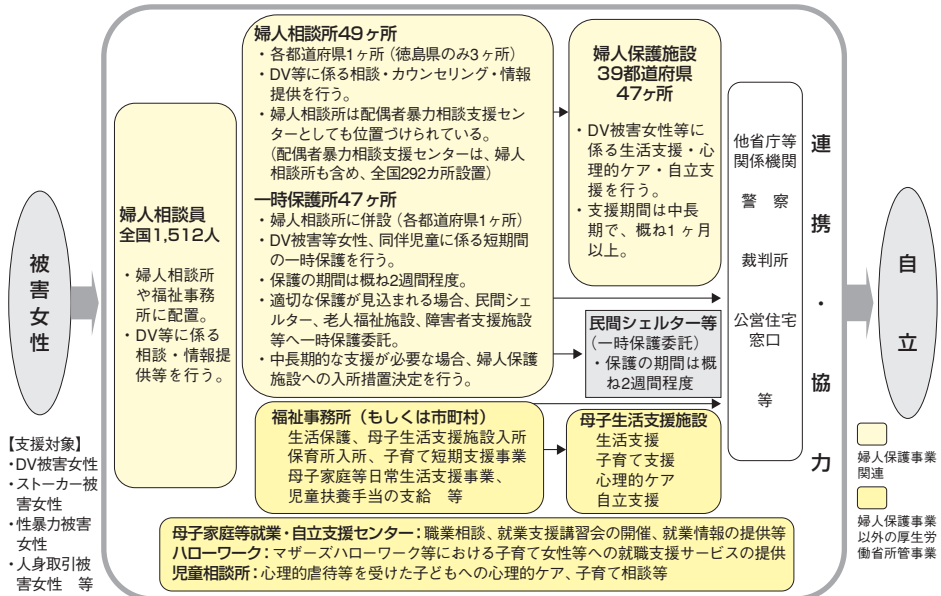 被害女性
【支援対象】
・DV被害女性
・ストーカー被
害女性
・性暴力被害
女性
・人身取引被
害女性 等
婦人相談員
全国1,512人
・婦人相談所
や福祉事務
所に配置。
・DV等に係る
相談・情報提
供等を行う。
婦人相談所49ヶ所
・各都道府県1ヶ所(徳島県のみ3ヶ所)
・DV等に係る相談・カウンセリング・情報
提供を行う。
・婦人相談所は配偶者暴力相談支援セン
ターとしても位置づけられている。
(配偶者暴力相談支援センターは、婦人
相談所も含め、全国292カ所設置)
一時保護所47ヶ所
・婦人相談所に併設(各都道府県1ヶ所)
・DV被害等女性、同伴児童に係る短期間
の一時保護を行う。
・保護の期間は概ね2週間程度。
・適切な保護が見込まれる場合、民間シェ
ルター、老人福祉施設、障害者支援施設
等へ一時保護委託。
・中長期的な支援が必要な場合、婦人保護
施設への入所措置決定を行う。
婦人保護施設
39都道府県
47ヶ所
・DV被害女性等に
係る生活支援・心
理的ケア・自立支
援を行う。
・支援期間は中長
期で、概ね1ヶ月
以上。
民間シェルター等
(一時保護委託)
・保護の期間は概
ね2週間程度
福祉事務所(もしくは市町村)
生活保護、母子生活支援施設入所
保育所入所、子育て短期支援事業
母子家庭等日常生活支援事業、
児童扶養手当の支給 等
母子生活支援施設
生活支援
子育て支援
心理的ケア
自立支援
母子家庭等就業・自立支援センター:職業相談、就業支援講習会の開催、就業情報の提供等
ハローワーク:マザーズハローワーク等における子育て女性等への就職支援サービスの提供
児童相談所:心理的虐待等を受けた子どもへの心理的ケア、子育て相談等
他省庁等
関係機関
警 察
裁判所
公営住宅
窓口
等
連携・協力
自立
婦人保護事業
関連
婦人保護事業
以外の厚生労
働省所管事業